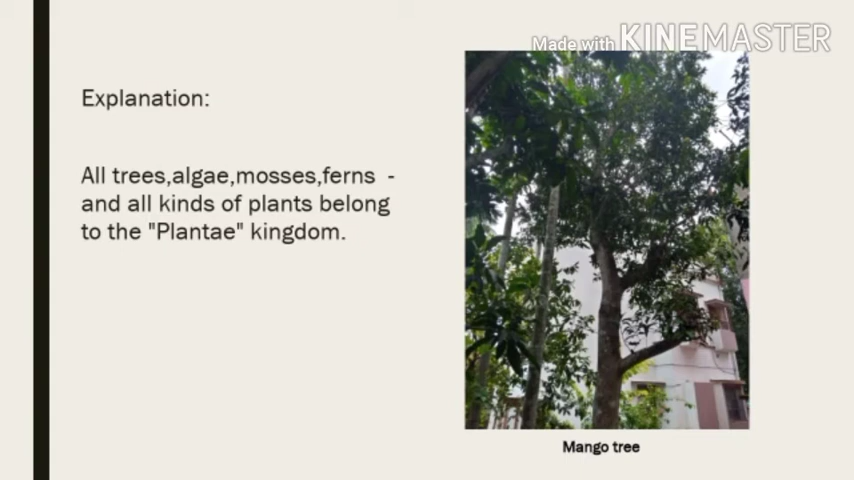 Made with KINEMASTER
Explanation:
All trees,algae,mosses,ferns -
and all kinds of plants belong
to the "Plantae" kingdom.
Mango tree